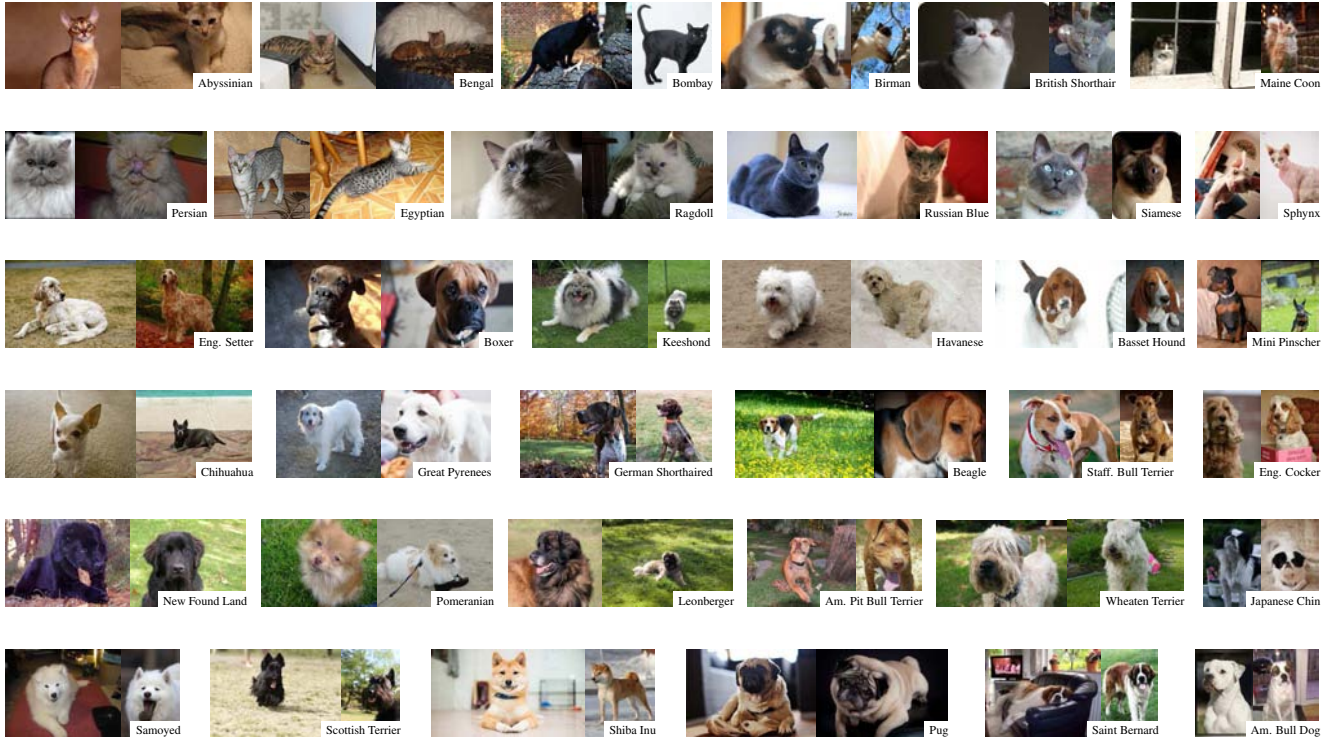 Abyssinian
Bengal
Bombay
Birman
British Shorthair
Maine Coon
Persian
Egyptian
Ragdoll
Russian Blue
Siamese
Sphynx
Eng. Setter
Boxer
Keeshond
Havanese
Basset Hound
Mini Pinscher
Chihuahua
Great Pyrenees
German Shorthaired
Beagle
Staff. Bull Terrier
Eng. Cocker
New Found Land
Pomeranian
Leonberger
Am. Pit Bull Terrier
Wheaten Terrier
Japanese Chin
Samoyed
Scottish Terrier
Shiba Inu
Pug
Saint Bernard
Am. Bull Dog